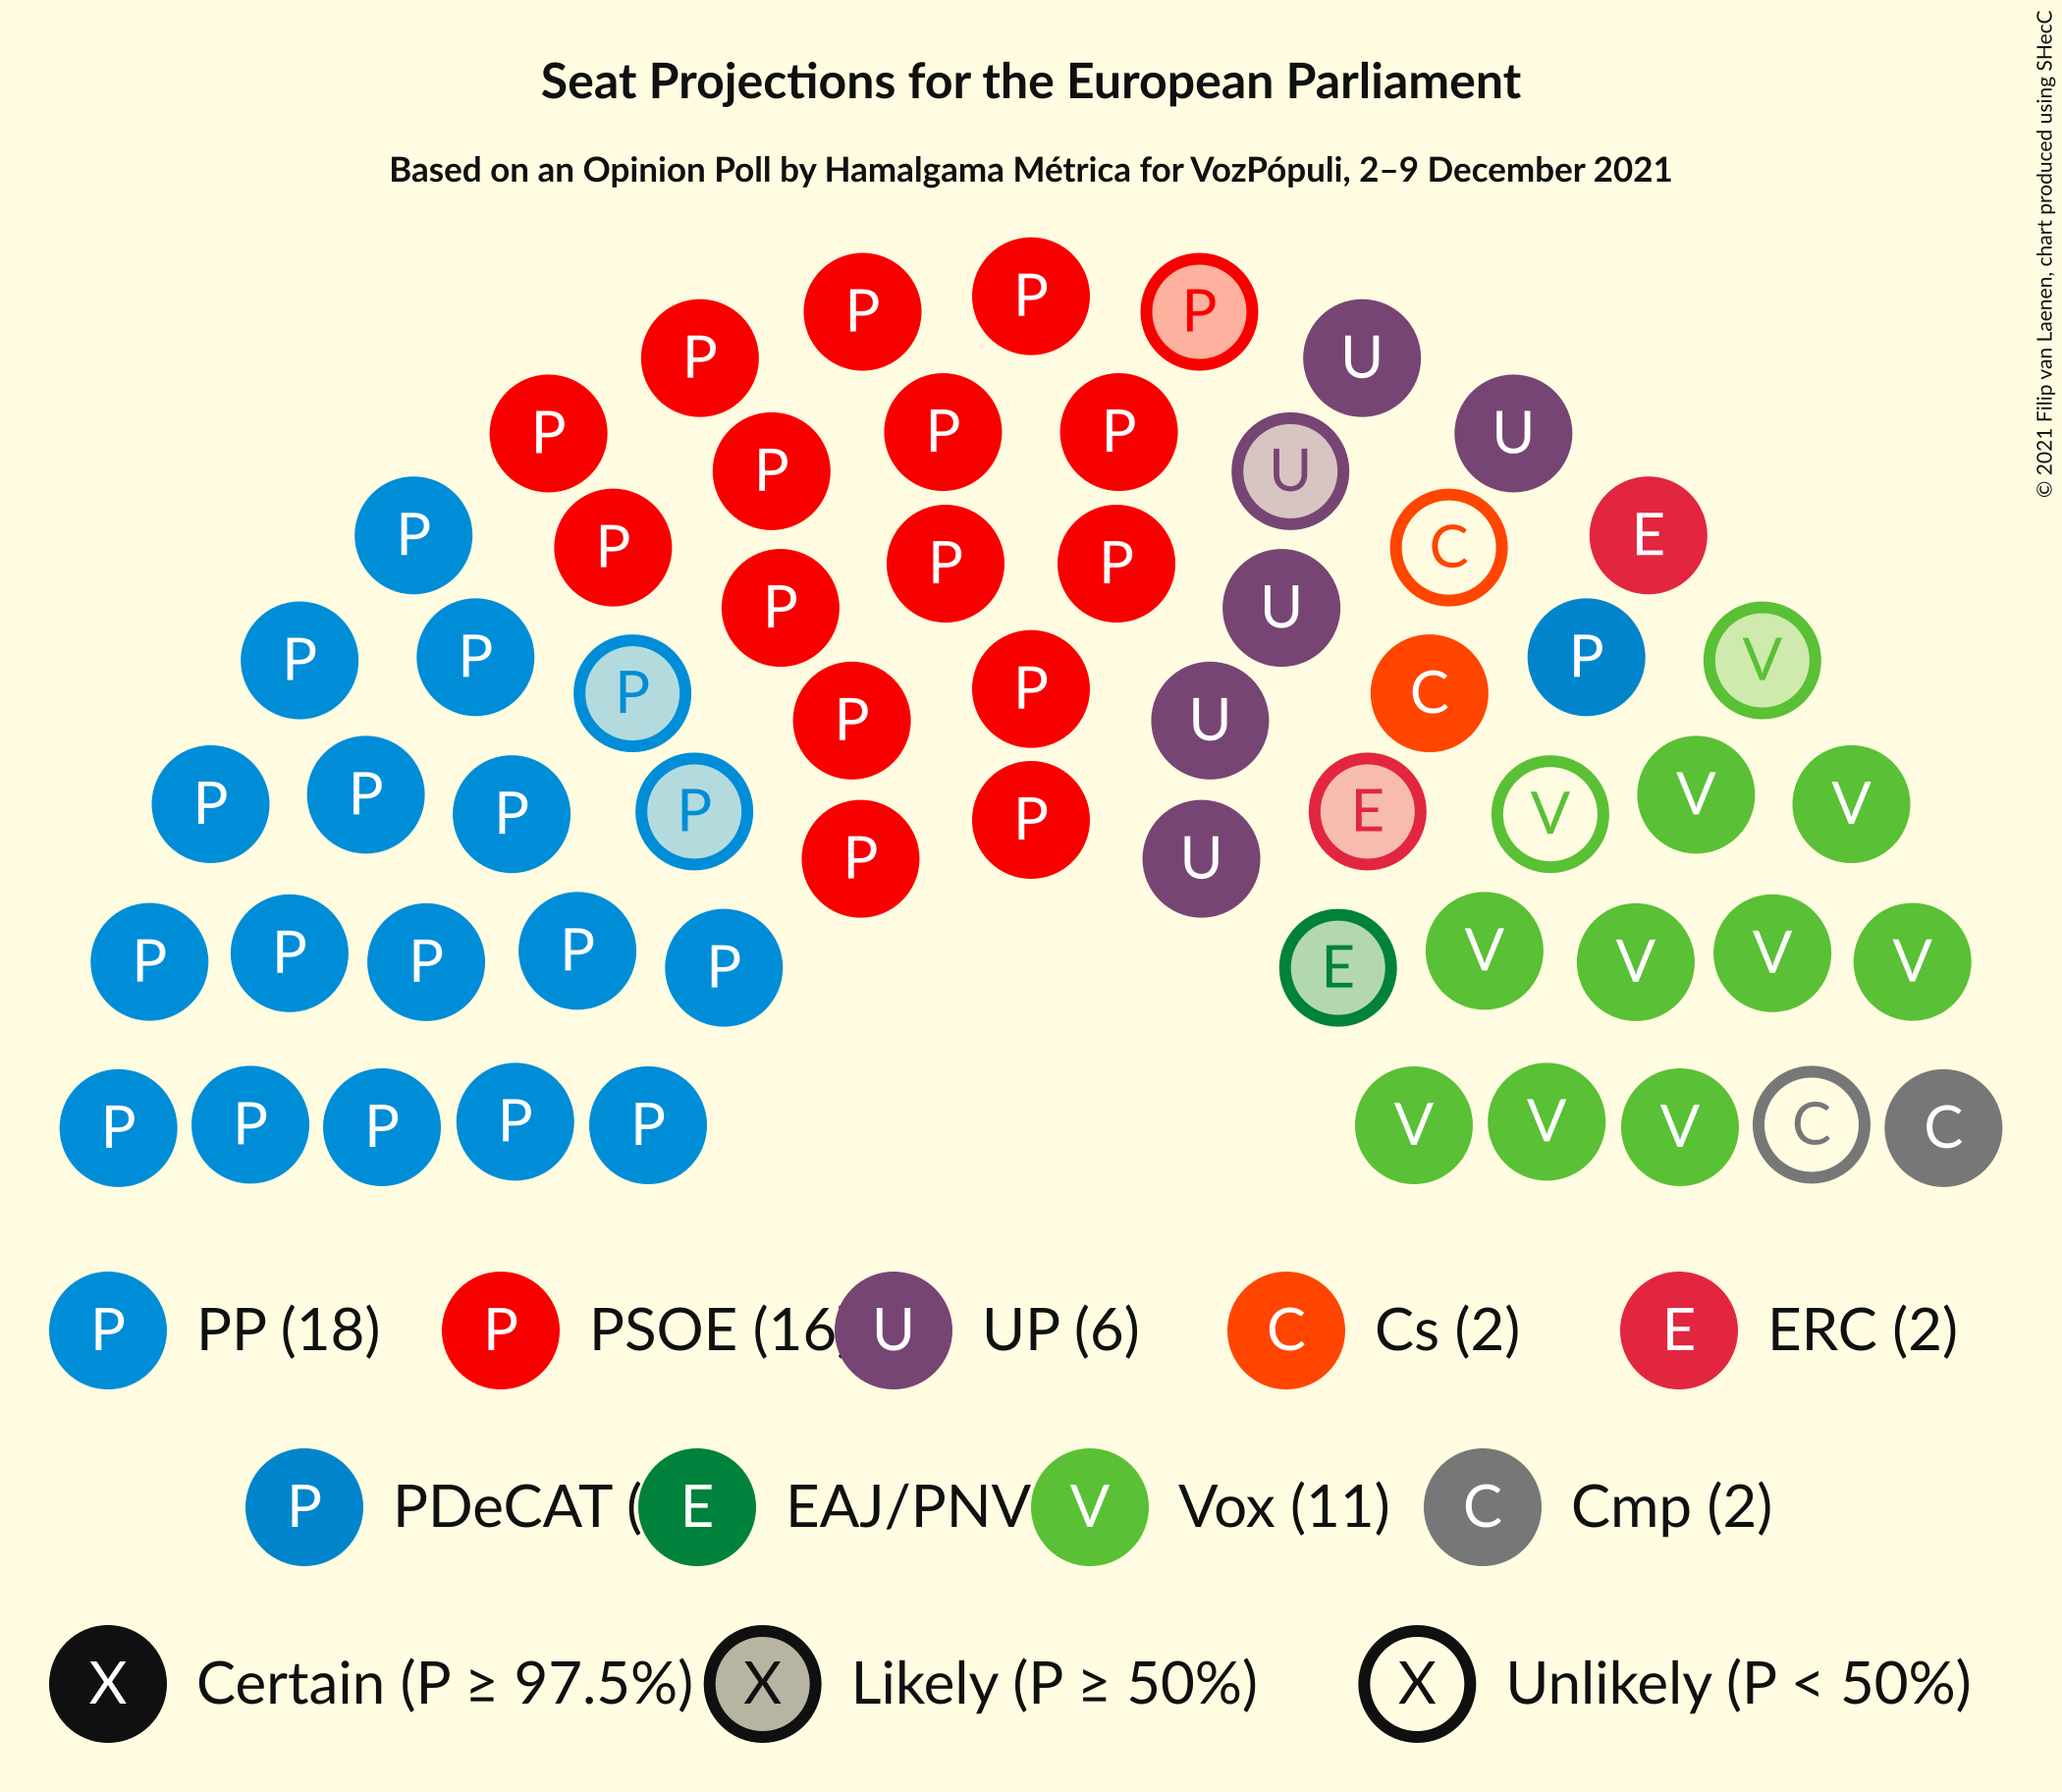 Seat Projections for the European Parliament
Based on an Opinion Poll by Hamalgama Métrica for VozPópuli, 2–9 December 2021
© 2021 Filip van Laenen, chart produced using SHecC
P P P
P P U
P P P P U
P U
P P P C E
P P P U
P P P C P V
P P U
P P P P E V V V
P P U
P P P P P E V V V V
P P P P P V V V C C
P PP (18) P PSOE (16 U UP (6) C Cs (2) E ERC (2)
P PDeCAT ( E EAJ/PNV V Vox (11) C Cmp (2)
X Certain (P ≥ 97.5%) X Likely (P ≥ 50%) X Unlikely (P < 50%)